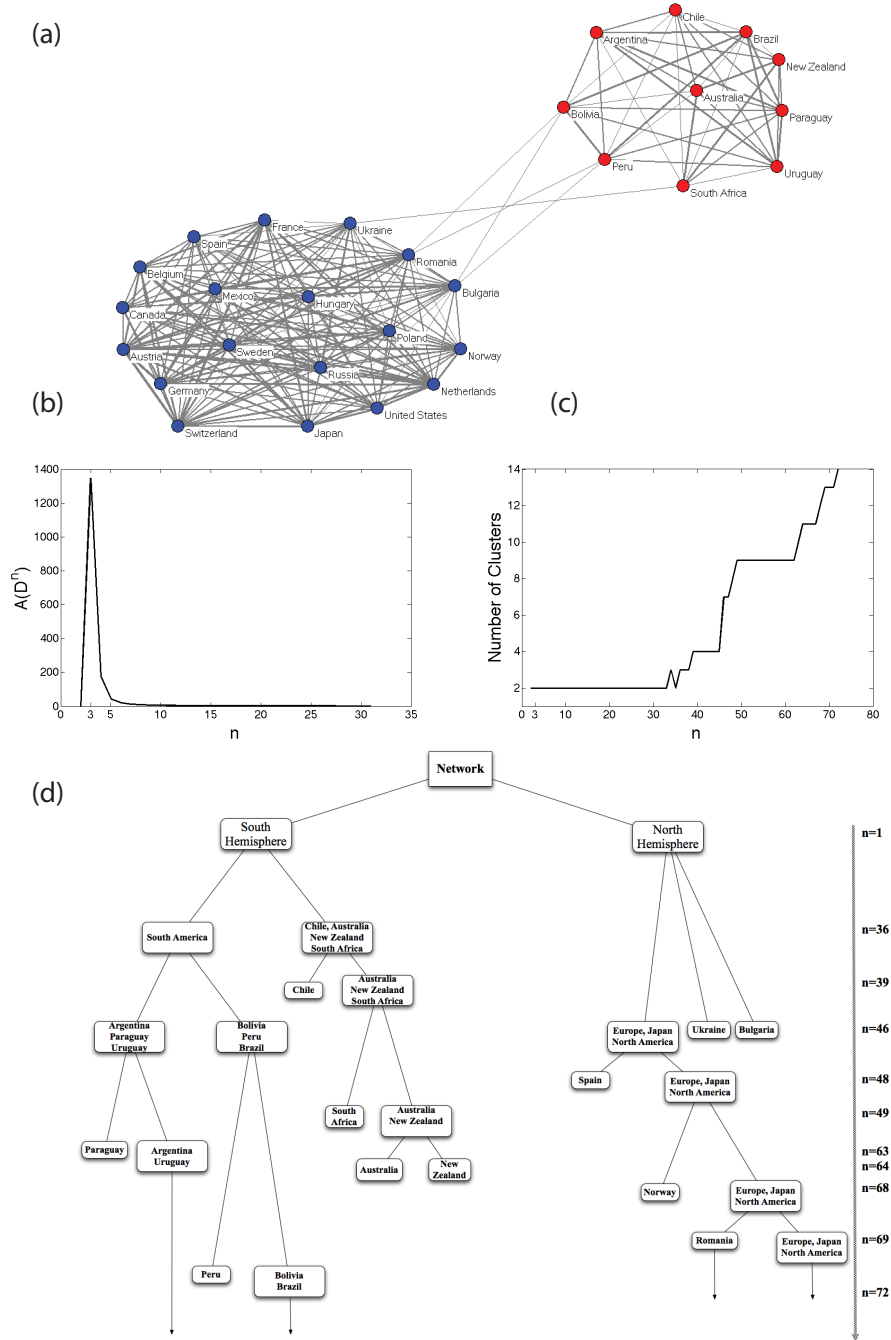 (a)
Chile
Argentina
Brazil
New Zealand
Australia
Bolivia
Paraguay
Peru
Uruguay
South Africa
France
Ukraine
Spain
Romania
Belgium
Mexico
Hungary
Bulgaria
Canada
Poland
Austria
Sweden
Norway
Russia
Germany
Netherlands
United States
Switzerland
Japan
(b)
(c)
1400
1200
1000
800
600
400
200
0
A(Dⁿ)
0 3 5 10 15 20 25 30 35
n
14
12
10
8
6
4
2
Number of Clusters
3 10 20 30 40 50 60 70 80
n
(d)
Network
South
Hemisphere
North
Hemisphere
n=1
South America
Chile, Australia
New Zealand
South Africa
n=36
Chile
Australia
New Zealand
South Africa
n=39
Argentina
Paraguay
Uruguay
Bolivia
Peru
Brazil
Europe, Japan
North America
Ukraine
Bulgaria
n=46
Spain
Europe, Japan
North America
n=48
South
Africa
Australia
New Zealand
n=49
Paraguay
Argentina
Uruguay
Australia
New
Zealand
n=63
n=64
Norway
Europe, Japan
North America
n=68
Romania
Europe, Japan
North America
n=69
Peru
Bolivia
Brazil
n=72